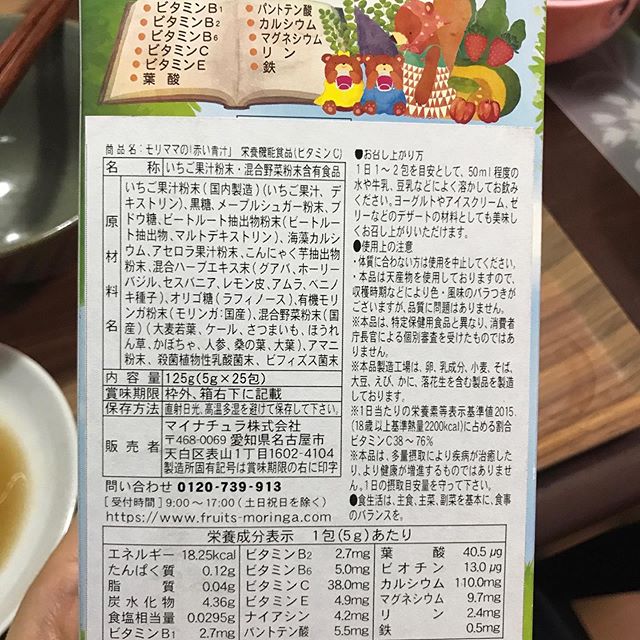 ・ビタミンB1
・ビタミンB2
・ビタミンB6
・ビタミンC
・ビタミンE
・葉酸
・パントテン酸
・カルシウム
・マグネシウム
・リン
・鉄
商品名:モリママの「赤い青汁」 栄養機能食品(ビタミンC)
名称 いちご果汁粉末・混合野菜粉末含有食品
原材料名
いちご果汁粉末(国内製造)(いちご果汁、デ
キストリン)、黒糖、メープルシュガー粉末、ブ
ドウ糖、ビートルート抽出物粉末(ビートルー
ト抽出物、マルトデキストリン)、海藻カルシ
ウム、アセロラ果汁粉末、こんにゃく芋抽出物
粉末、混合ハーブエキス末(グアバ、ホーリー
バジル、セスバニア、レモン皮、アムラ、ベニノ
キ種子)、オリゴ糖(ラフィノース)、有機モリ
ンガ粉末(モリンガ:国産)、混合野菜粉末(国
産)(大麦若葉、ケール、さつまいも、ほうれ
ん草、かぼちゃ、人参、桑の葉、大葉)、アマニ
粉末、殺菌植物性乳酸菌末、ビフィズス菌末
内容量 125g(5g×25包)
賞味期限 枠外、箱右下に記載
保存方法 直射日光、高温多湿を避けて保存して下さい。
販売者
マイナチュラ株式会社
〒468-0069 愛知県名古屋市
天白区表山1丁目1602-4104
製造所固有記号は賞味期限の右に印字
問い合わせ 0120-739-913
[受付時間]9:00〜17:00(土日祝日を除く)
https://www.fruits-moringa.com
●お召し上がり方
1日1〜2包を目安として、50ml程度の
水や牛乳、豆乳などによく溶かしてお飲み
ください。ヨーグルトやアイスクリーム、ゼ
リーなどのデザートの材料としても美味し
くお召し上がりいただけます。
●使用上の注意
・体質に合わない方は使用を中止してください。
・本品は天産物を使用しておりますので、
収穫時期などにより色・風味のバラつきが
ございますが、品質に問題はありません。
※本品は、特定保健用食品と異なり、消費者
庁長官による個別審査を受けたものではあ
りません。
※本品製造工場は、卵、乳成分、小麦、そば、
大豆、えび、かに、落花生を含む製品を製造
しております。
※1日当たりの栄養素等表示基準値2015.
(18歳以上基準熱量2200kcal)に占める割合
ビタミンC38〜76%
※本品は、多量摂取により疾病が治癒した
り、より健康が増進するものではありませ
ん。1日の摂取目安量を守って下さい。
●食生活は、主食、主菜、副菜を基本に、食事
のバランスを。
栄養成分表示 1包(5g)あたり
エネルギー 18.25kcal ビタミンB2 2.7mg 葉酸 40.5μg
たんぱく質 0.12g ビタミンB6 5.0mg ビオチン 13.0μg
脂質 0.04g ビタミンC 38.0mg カルシウム 110.0mg
炭水化物 4.36g ビタミンE 4.9mg マグネシウム 9.7mg
食塩相当量 0.0295g ナイアシン 4.2mg リン 2.4mg
ビタミンB1 2.7mg パントテン酸 5.5mg 鉄 0.5mg